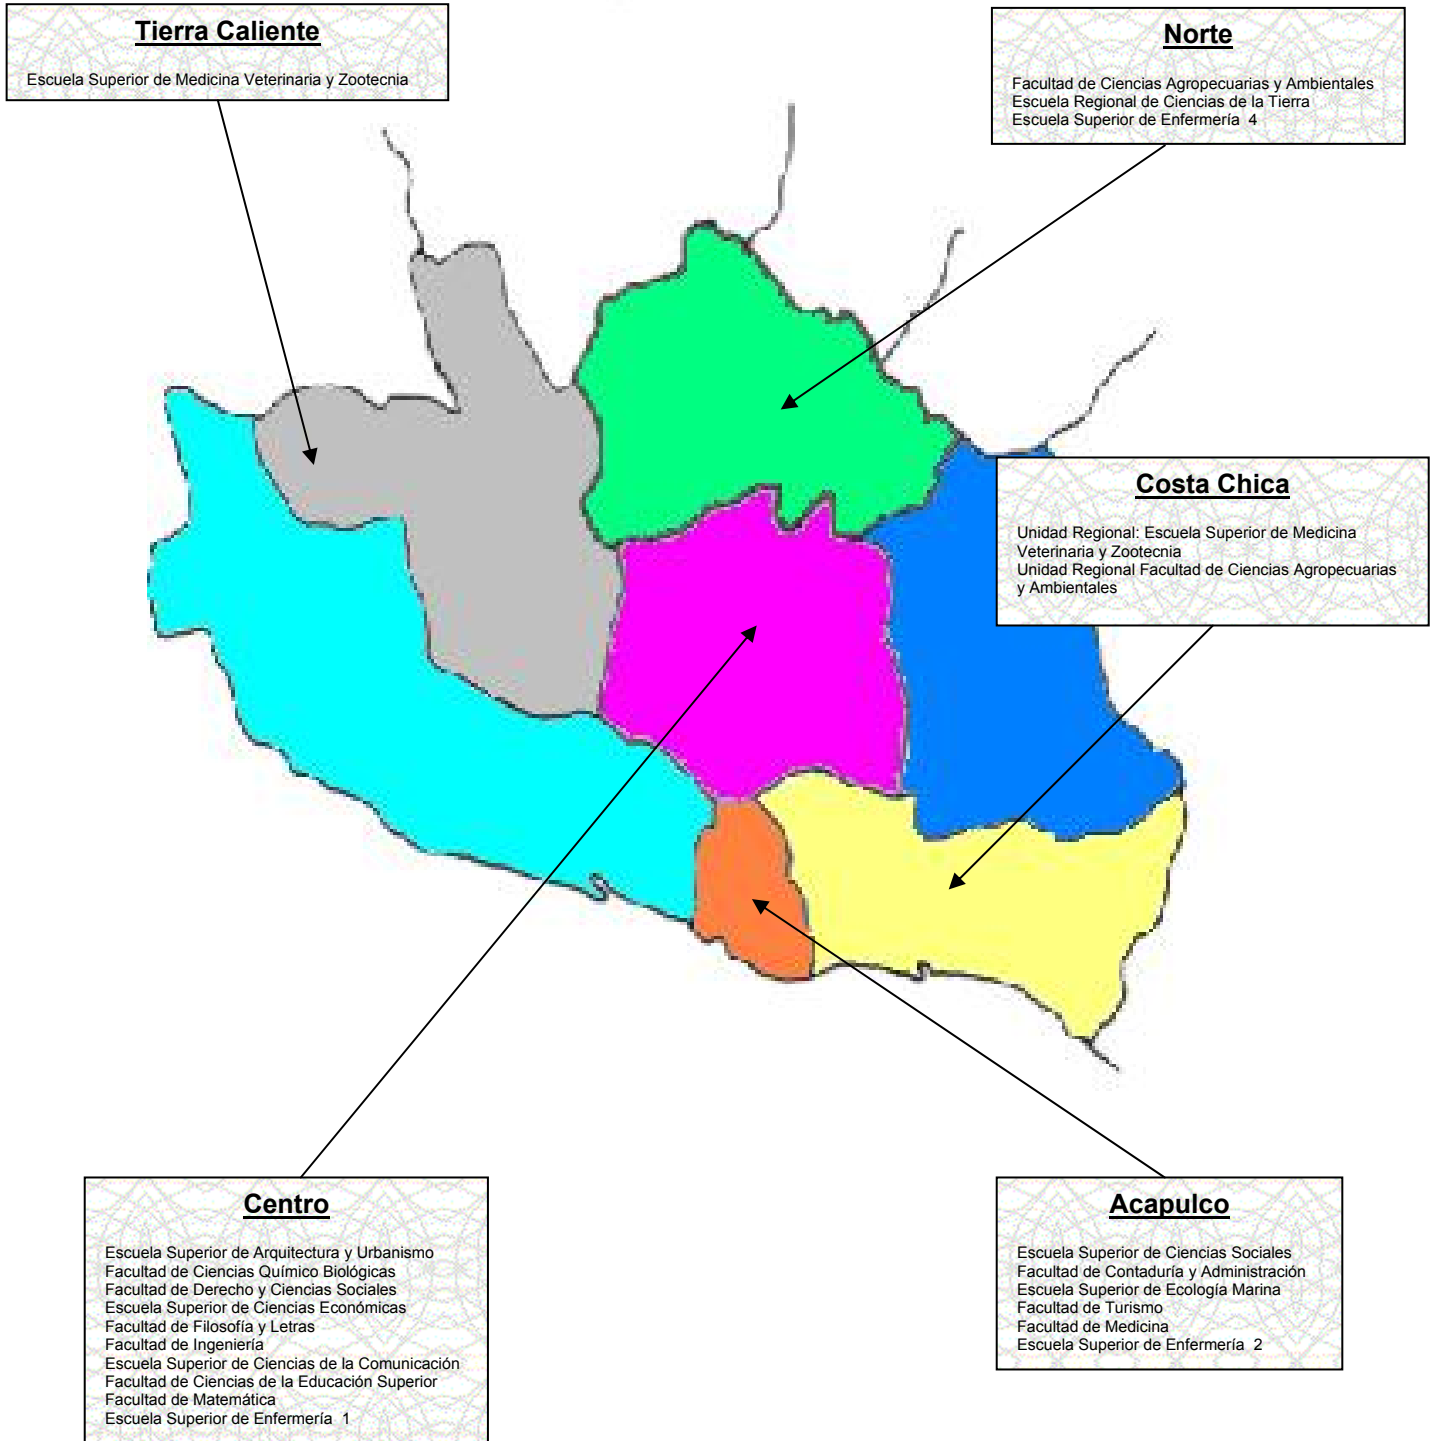 Tierra Caliente
Escuela Superior de Medicina Veterinaria y Zootecnia
Norte
Facultad de Ciencias Agropecuarias y Ambientales
Escuela Regional de Ciencias de la Tierra
Escuela Superior de Enfermería 4
Costa Chica
Unidad Regional: Escuela Superior de Medicina
Veterinaria y Zootecnia
Unidad Regional Facultad de Ciencias Agropecuarias
y Ambientales
Centro
Escuela Superior de Arquitectura y Urbanismo
Facultad de Ciencias Químico Biológicas
Facultad de Derecho y Ciencias Sociales
Escuela Superior de Ciencias Económicas
Facultad de Filosofía y Letras
Facultad de Ingeniería
Escuela Superior de Ciencias de la Comunicación
Facultad de Ciencias de la Educación Superior
Facultad de Matemática
Escuela Superior de Enfermería 1
Acapulco
Escuela Superior de Ciencias Sociales
Facultad de Contaduría y Administración
Escuela Superior de Ecología Marina
Facultad de Turismo
Facultad de Medicina
Escuela Superior de Enfermería 2